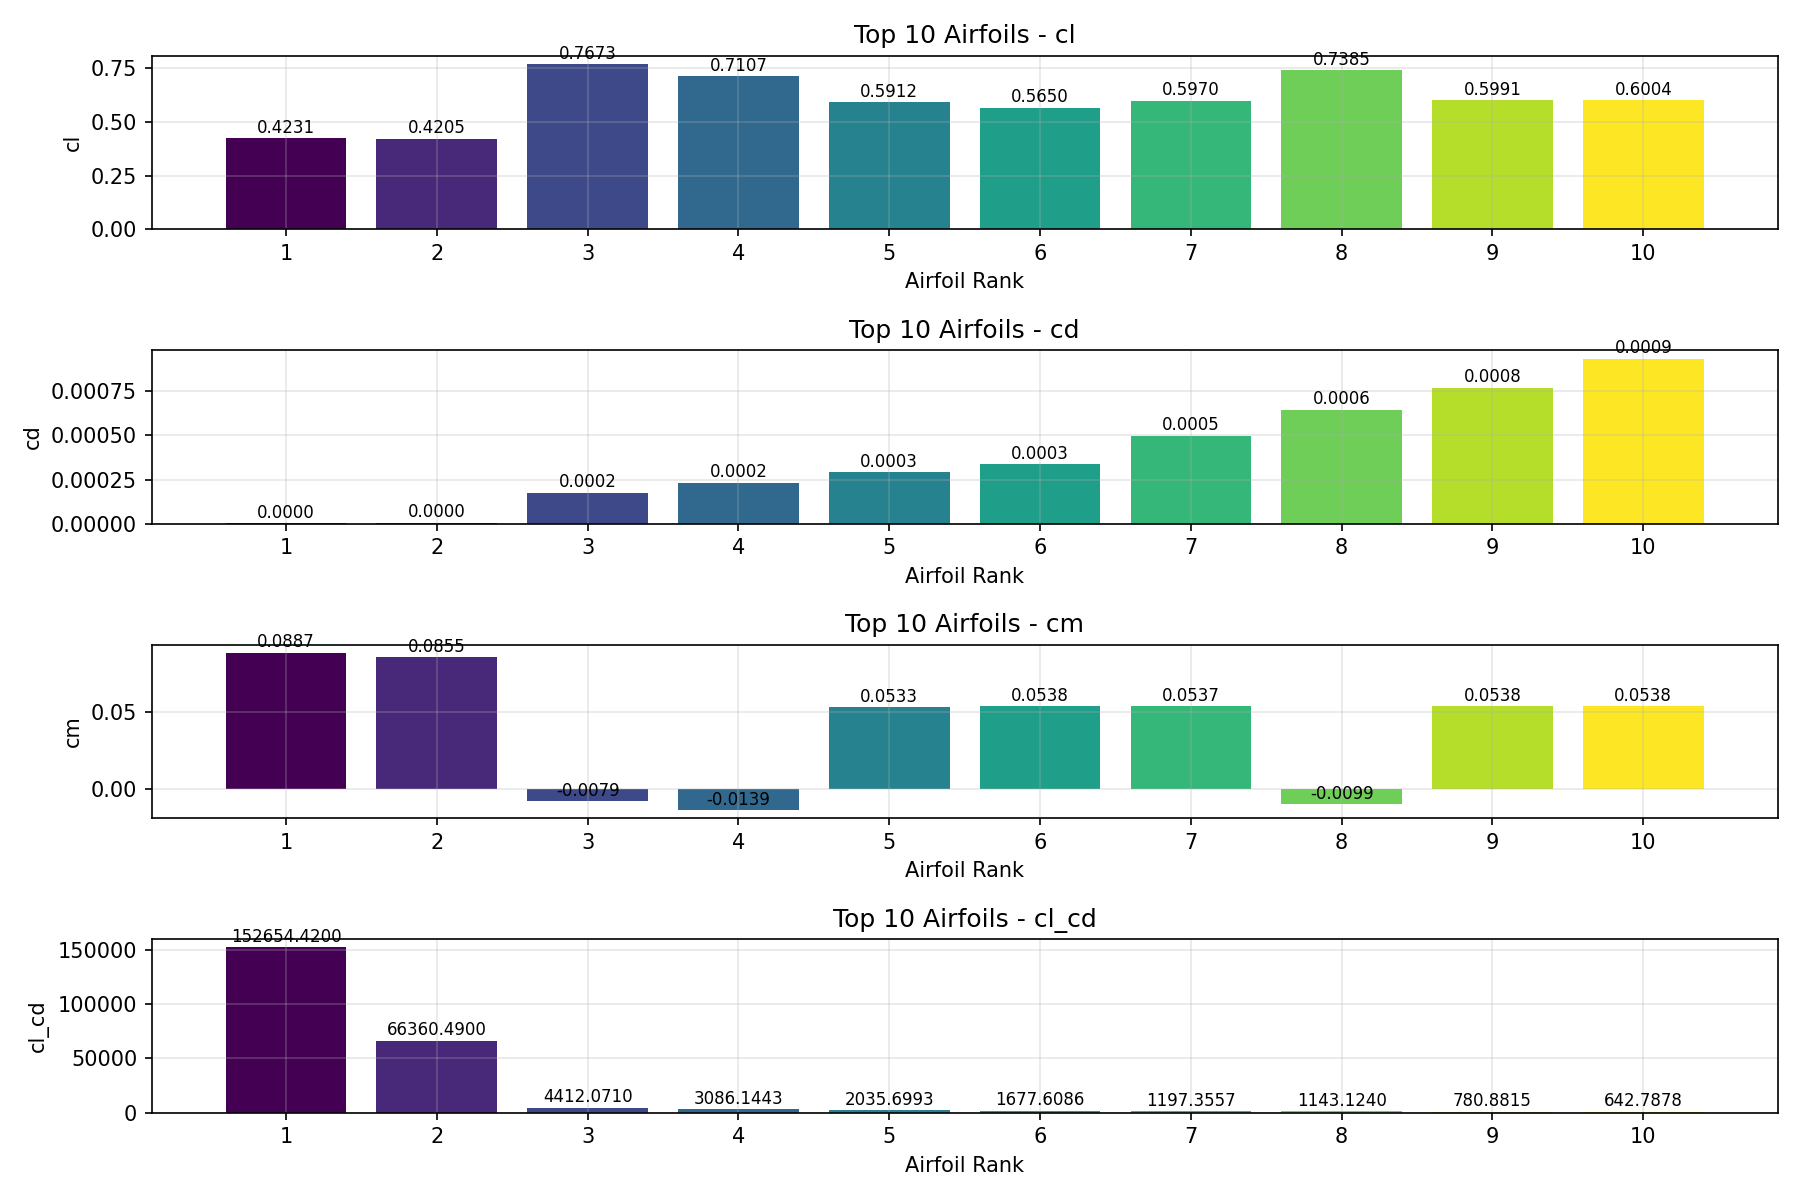 Top 10 Airfoils - cl
0.4231 0.4205 0.7673 0.7107 0.5912 0.5650 0.5970 0.7385 0.5991 0.6004
0.75
0.50
0.25
0.00
cl
1 2 3 4 5 6 7 8 9 10
Airfoil Rank
Top 10 Airfoils - cd
0.0000 0.0000 0.0002 0.0002 0.0003 0.0003 0.0005 0.0006 0.0008 0.0009
0.00075
0.00050
0.00025
0.00000
cd
1 2 3 4 5 6 7 8 9 10
Airfoil Rank
Top 10 Airfoils - cm
0.0887 0.0855 -0.0079 -0.0139 0.0533 0.0538 0.0537 -0.0099 0.0538 0.0538
0.05
0.00
cm
1 2 3 4 5 6 7 8 9 10
Airfoil Rank
Top 10 Airfoils - cl_cd
152654.4200 66360.4900 4412.0710 3086.1443 2035.6993 1677.6086 1197.3557 1143.1240 780.8815 642.7878
150000
100000
50000
0
cl_cd
1 2 3 4 5 6 7 8 9 10
Airfoil Rank